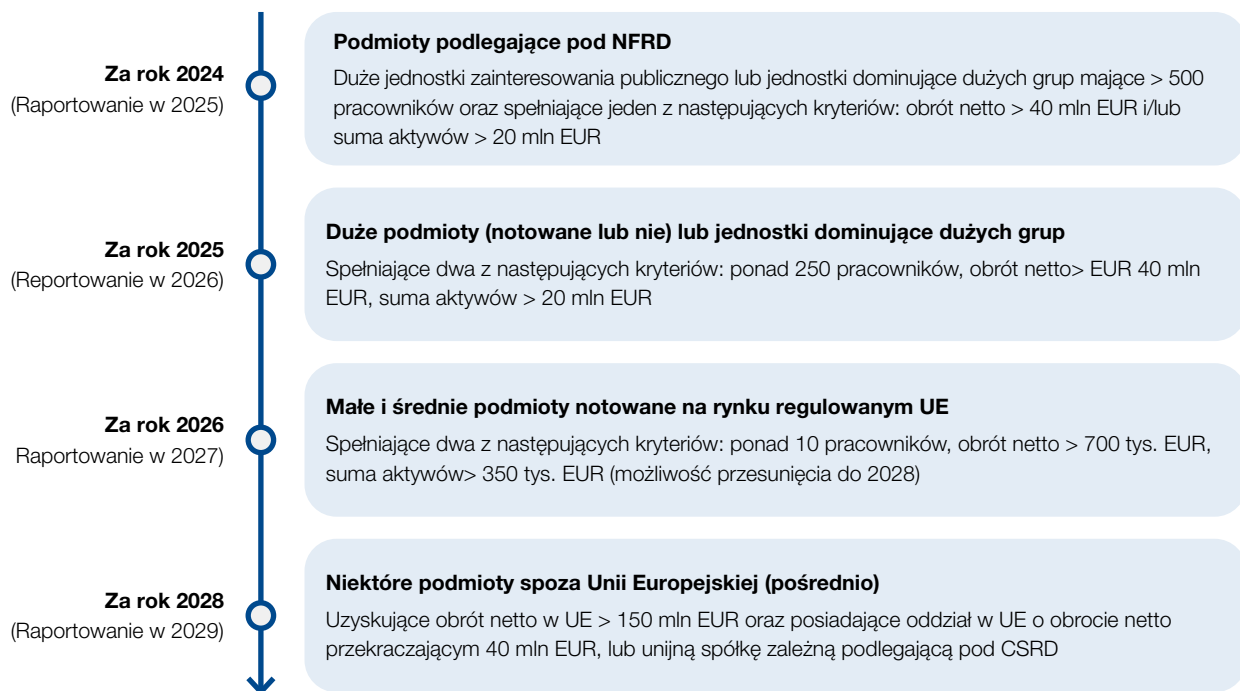 Za rok 2024
(Raportowanie w 2025)
Podmioty podlegające pod NFRD
Duże jednostki zainteresowania publicznego lub jednostki dominujące dużych grup mające > 500
pracowników oraz spełniające jeden z następujących kryteriów: obrót netto > 40 mln EUR i/lub
suma aktywów > 20 mln EUR
Za rok 2025
(Reportowanie w 2026)
Duże podmioty (notowane lub nie) lub jednostki dominujące dużych grup
Spełniające dwa z następujących kryteriów: ponad 250 pracowników, obrót netto> EUR 40 mln
EUR, suma aktywów > 20 mln EUR
Za rok 2026
Raportowanie w 2027)
Małe i średnie podmioty notowane na rynku regulowanym UE
Spełniające dwa z następujących kryteriów: ponad 10 pracowników, obrót netto > 700 tys. EUR,
suma aktywów> 350 tys. EUR (możliwość przesunięcia do 2028)
Za rok 2028
(Raportowanie w 2029)
Niektóre podmioty spoza Unii Europejskiej (pośrednio)
Uzyskujące obrót netto w UE > 150 mln EUR oraz posiadające oddział w UE o obrocie netto
przekraczającym 40 mln EUR, lub unijną spółkę zależną podlegającą pod CSRD